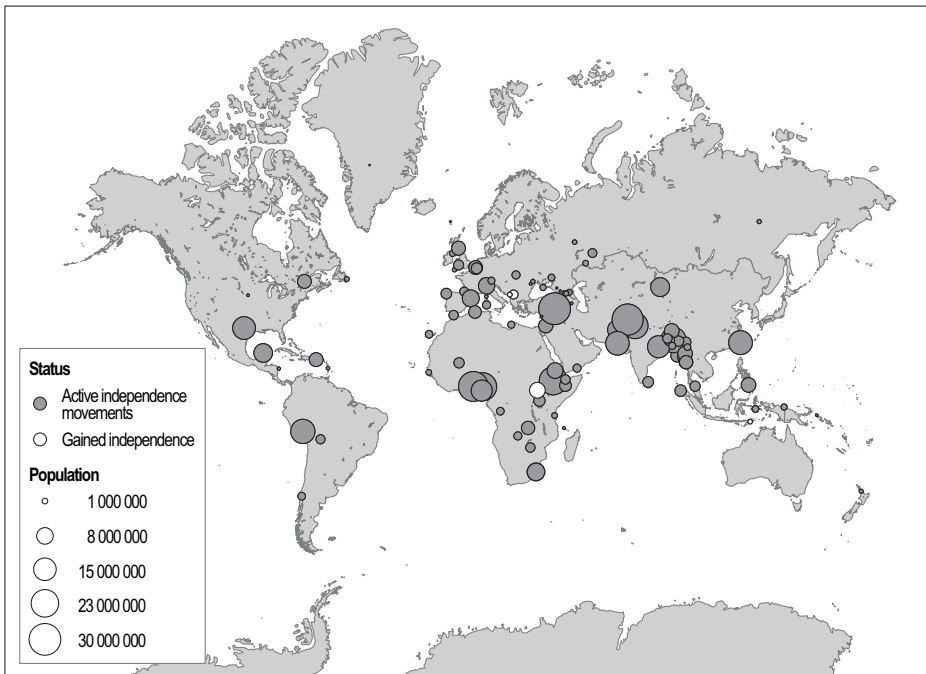 Status
Active independence
movements
Gained independence
Population
1 000 000
8 000 000
15 000 000
23 000 000
30 000 000